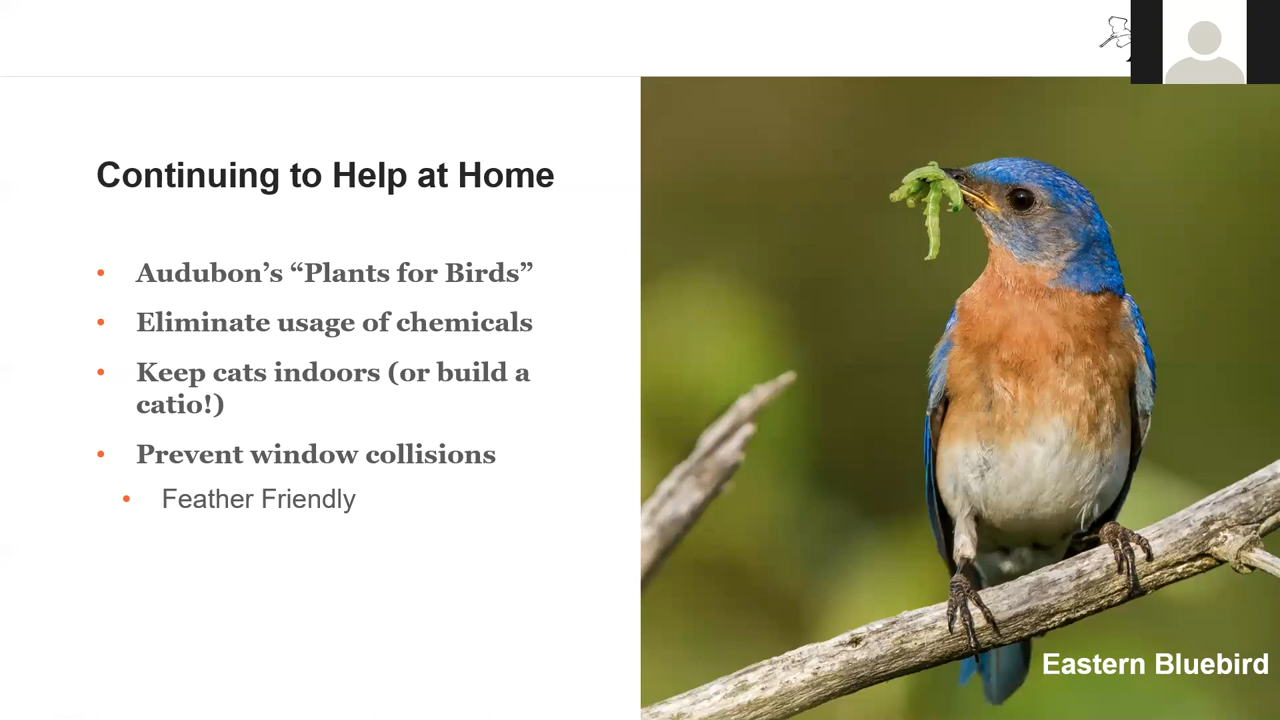 Continuing to Help at Home
• Audubon’s “Plants for Birds”
• Eliminate usage of chemicals
• Keep cats indoors (or build a
catio!)
• Prevent window collisions
• Feather Friendly
Eastern Bluebird